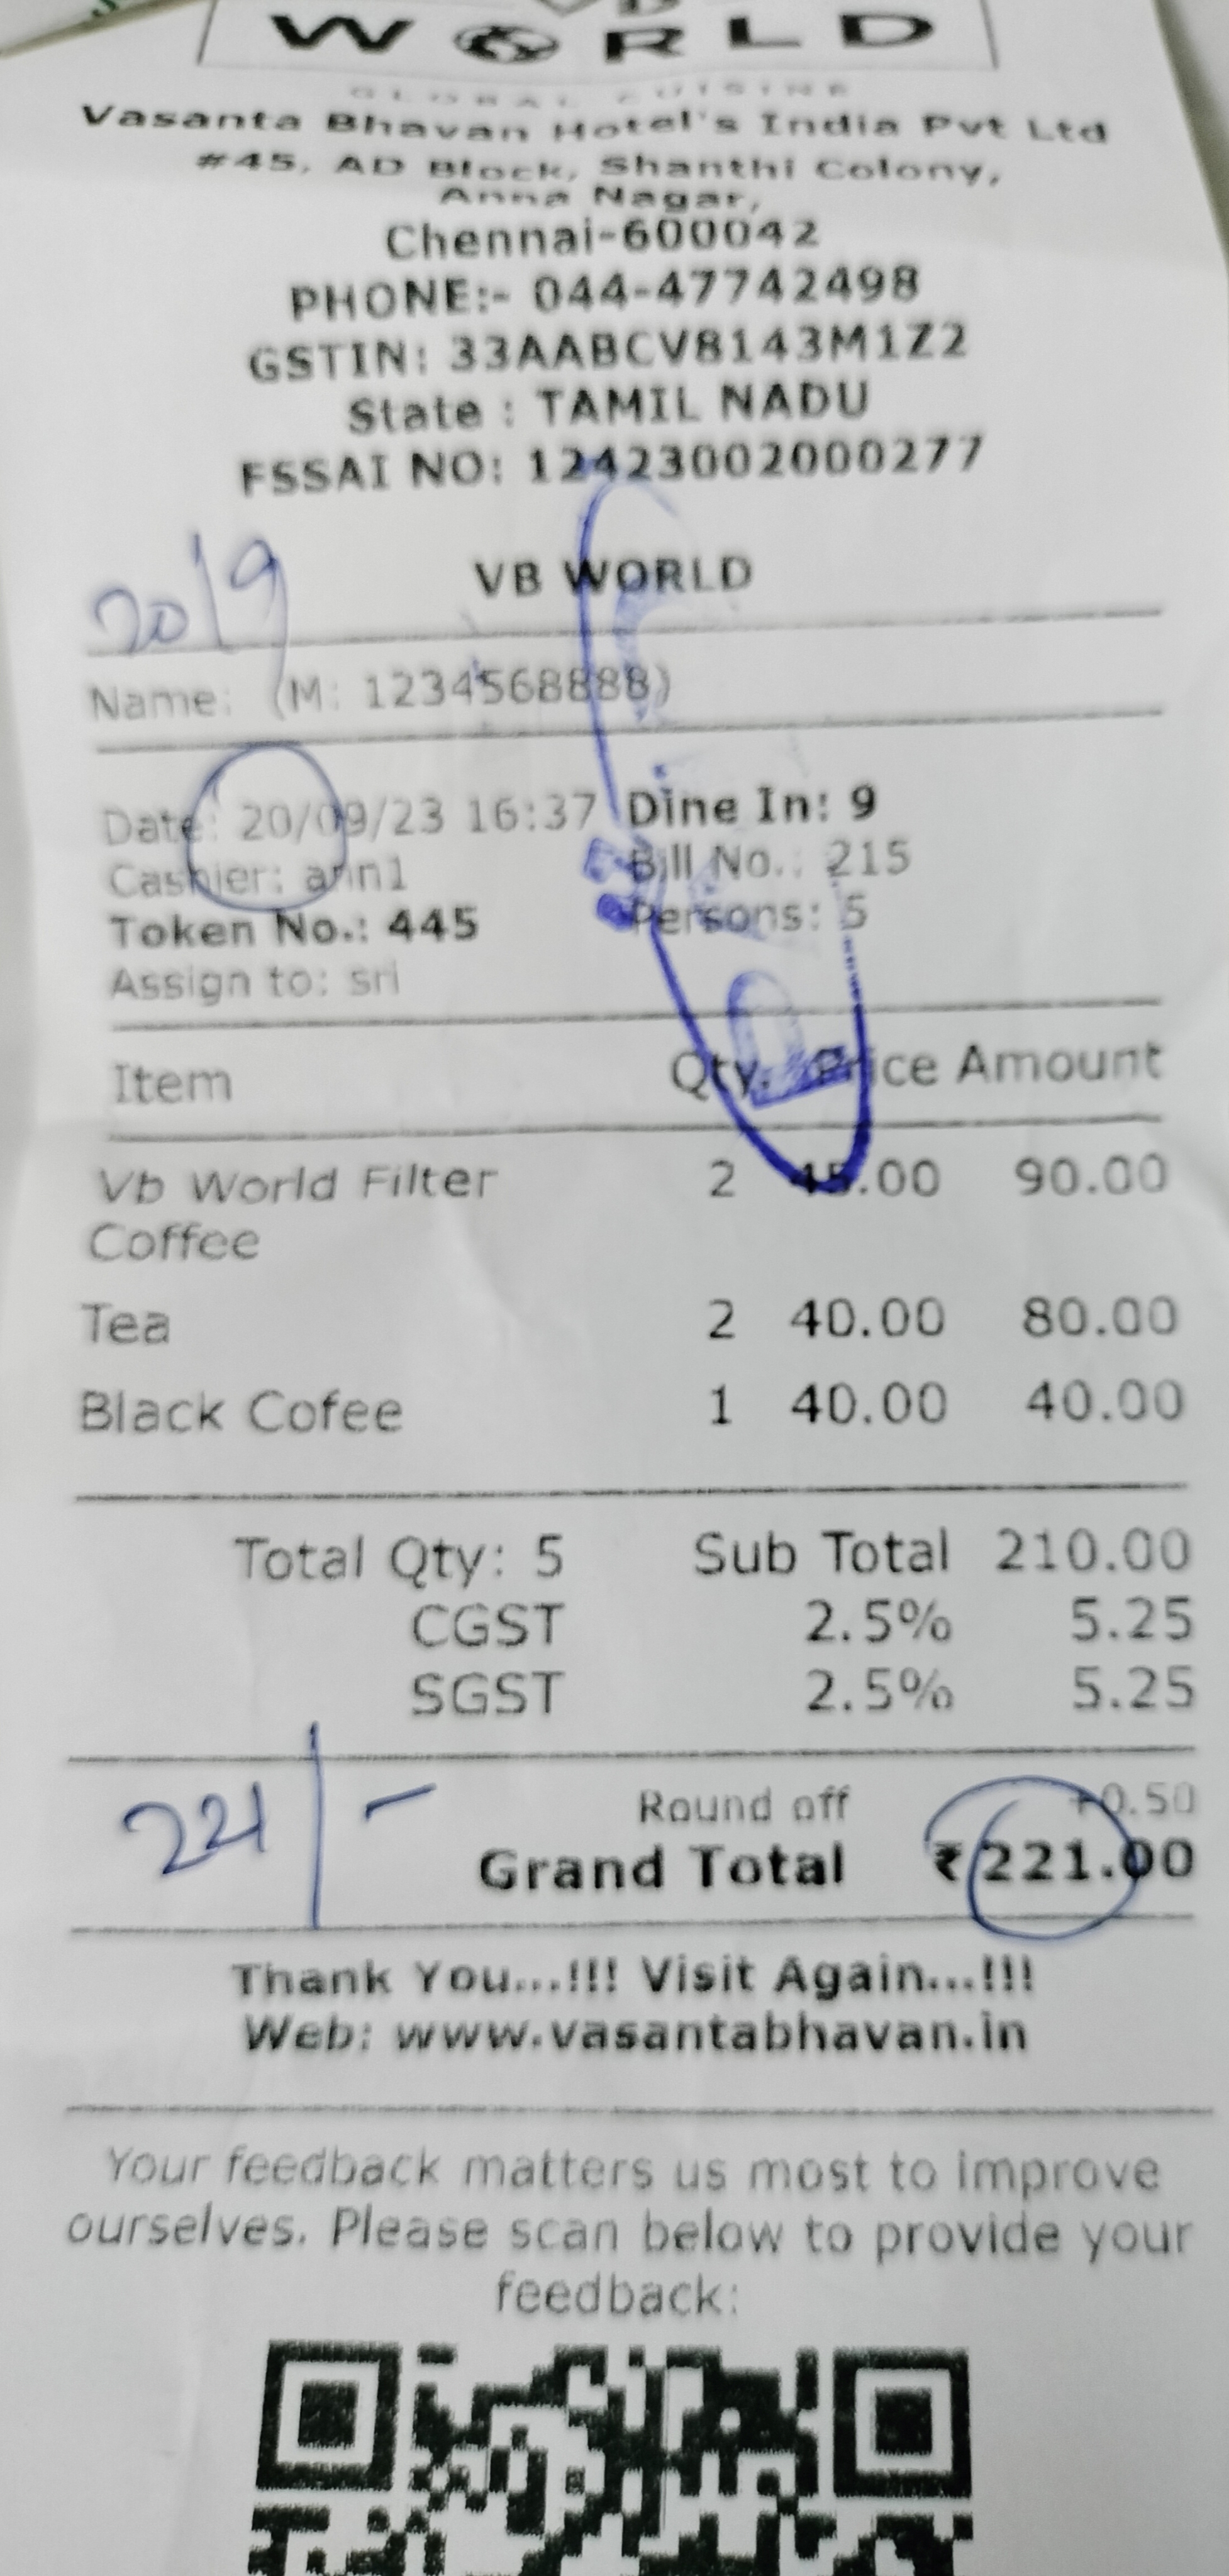 WORLD
GLOBAL CUISINE
Vasanta Bhavan Hotel's India Pvt Ltd
#45, AD Block, Shanthi Colony,
Anna Nagar,
Chennai-600042
PHONE:- 044-47742498
GSTIN: 33AABCV8143M1Z2
State : TAMIL NADU
FSSAI NO: 12423002000277
20/9
VB WORLD
Name: (M: 1234568888)
Date: 20/09/23 16:37 Dine In: 9
Cashier: ann1 Bill No.: 215
Token No.: 445 Persons: 5
Assign to: sri
Item Qty. Price Amount
Vb World Filter 2 45.00 90.00
Coffee
Tea 2 40.00 80.00
Black Cofee 1 40.00 40.00
Total Qty: 5 Sub Total 210.00
CGST 2.5% 5.25
SGST 2.5% 5.25
Round off +0.50
221/- Grand Total ₹221.00
Thank You...!!! Visit Again...!!!
Web: www.vasantabhavan.in
Your feedback matters us most to improve
ourselves. Please scan below to provide your
feedback: